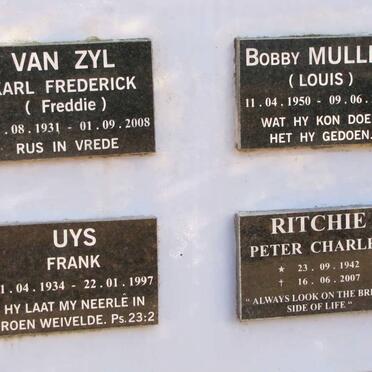 VAN ZYL
KARL FREDERICK
( Freddie )
.08.1931 - 01.09.2008
RUS IN VREDE
BOBBY MULL
( LOUIS )
11.04.1950 - 09.06.
WAT HY KON DOE
HET HY GEDOEN.
UYS
FRANK
1.04.1934 - 22.01.1997
HY LAAT MY NEERLÊ IN
ROEN WEIVELDE. Ps.23:2
RITCHIE
PETER CHARLE
★ 23.09.1942
† 16.06.2007
"ALWAYS LOOK ON THE BRI
SIDE OF LIFE"